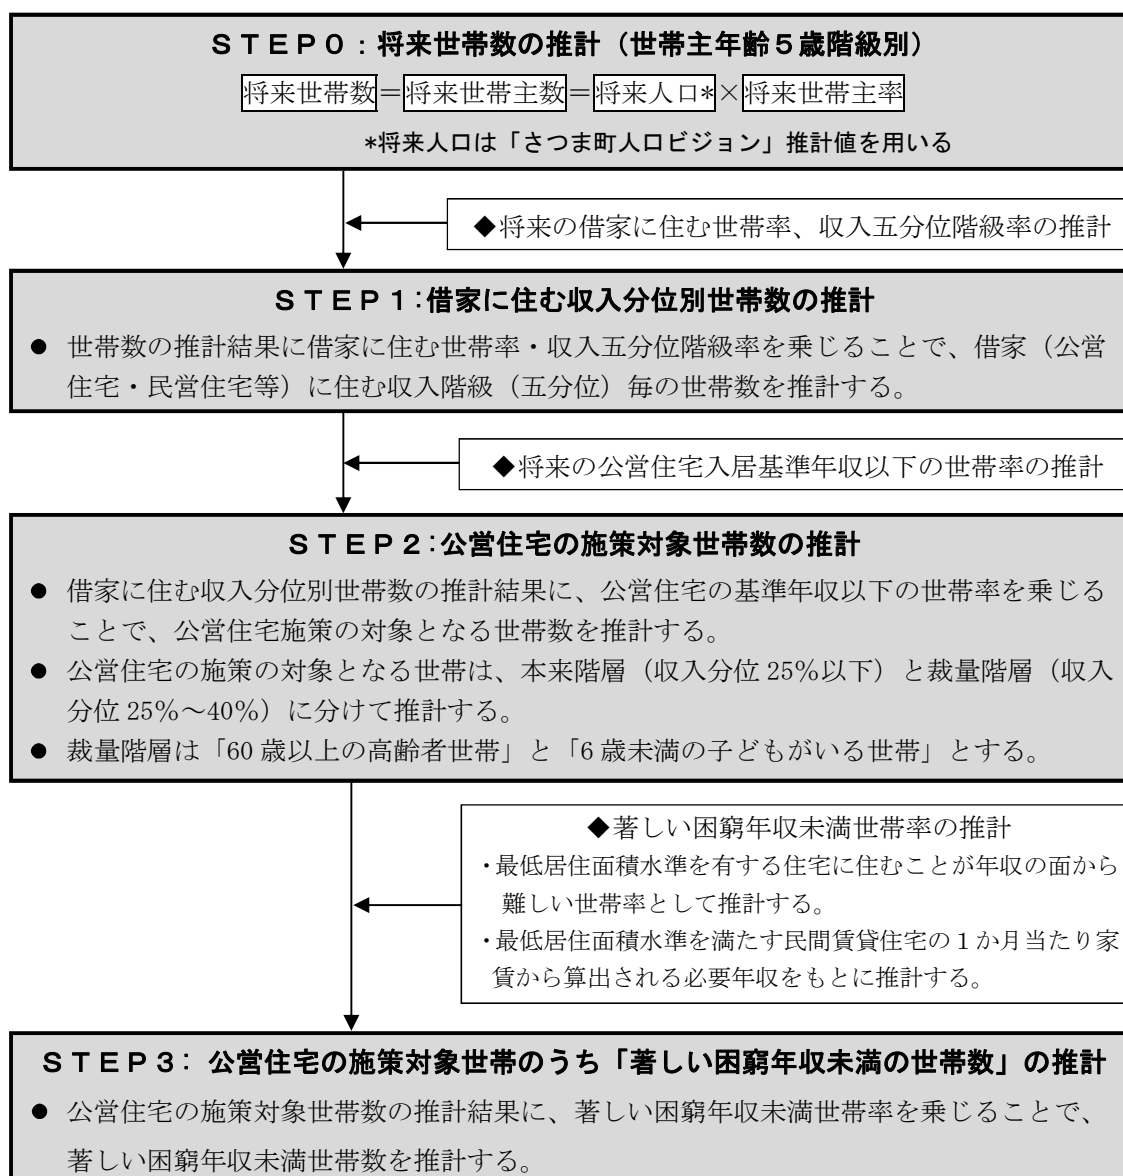 STEP0：将来世帯数の推計（世帯主年齢５歳階級別）
将来世帯数＝将来世帯主数＝将来人口*×将来世帯主率
*将来人口は「さつま町人口ビジョン」推計値を用いる
◆将来の借家に住む世帯率、収入五分位階級率の推計
STEP１：借家に住む収入分位別世帯数の推計
● 世帯数の推計結果に借家に住む世帯率・収入五分位階級率を乗じることで、借家（公営
住宅・民営住宅等）に住む収入階級（五分位）毎の世帯数を推計する。
◆将来の公営住宅入居基準年収以下の世帯率の推計
STEP２：公営住宅の施策対象世帯数の推計
● 借家に住む収入分位別世帯数の推計結果に、公営住宅の基準年収以下の世帯率を乗じる
ことで、公営住宅施策の対象となる世帯数を推計する。
● 公営住宅の施策の対象となる世帯は、本来階層（収入分位 25％以下）と裁量階層（収入
分位 25％～40％）に分けて推計する。
● 裁量階層は「60 歳以上の高齢者世帯」と「6 歳未満の子どもがいる世帯」とする。
◆著しい困窮年収未満世帯率の推計
・最低居住面積水準を有する住宅に住むことが年収の面から
難しい世帯率として推計する。
・最低居住面積水準を満たす民間賃貸住宅の１か月当たり家
賃から算出される必要年収をもとに推計する。
STEP３： 公営住宅の施策対象世帯のうち「著しい困窮年収未満の世帯数」の推計
● 公営住宅の施策対象世帯数の推計結果に、著しい困窮年収未満世帯率を乗じることで、
著しい困窮年収未満世帯数を推計する。